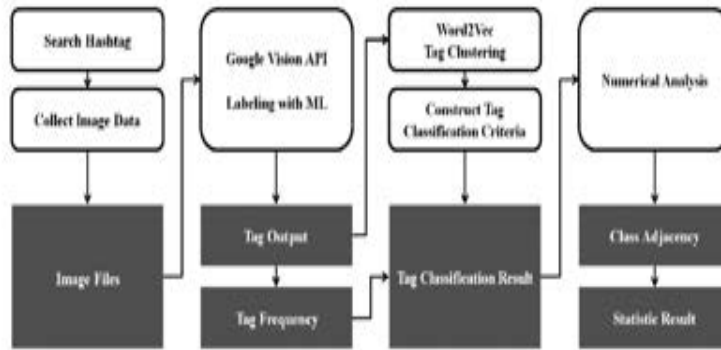 Search Hashtag
Collect Image Data
Image Files
Google Vision API
Labeling with ML
Tag Output
Tag Frequency
Word2Vec
Tag Clustering
Construct Tag
Classification Criteria
Tag Classification Result
Numerical Analysis
Class Adjacency
Statistic Result